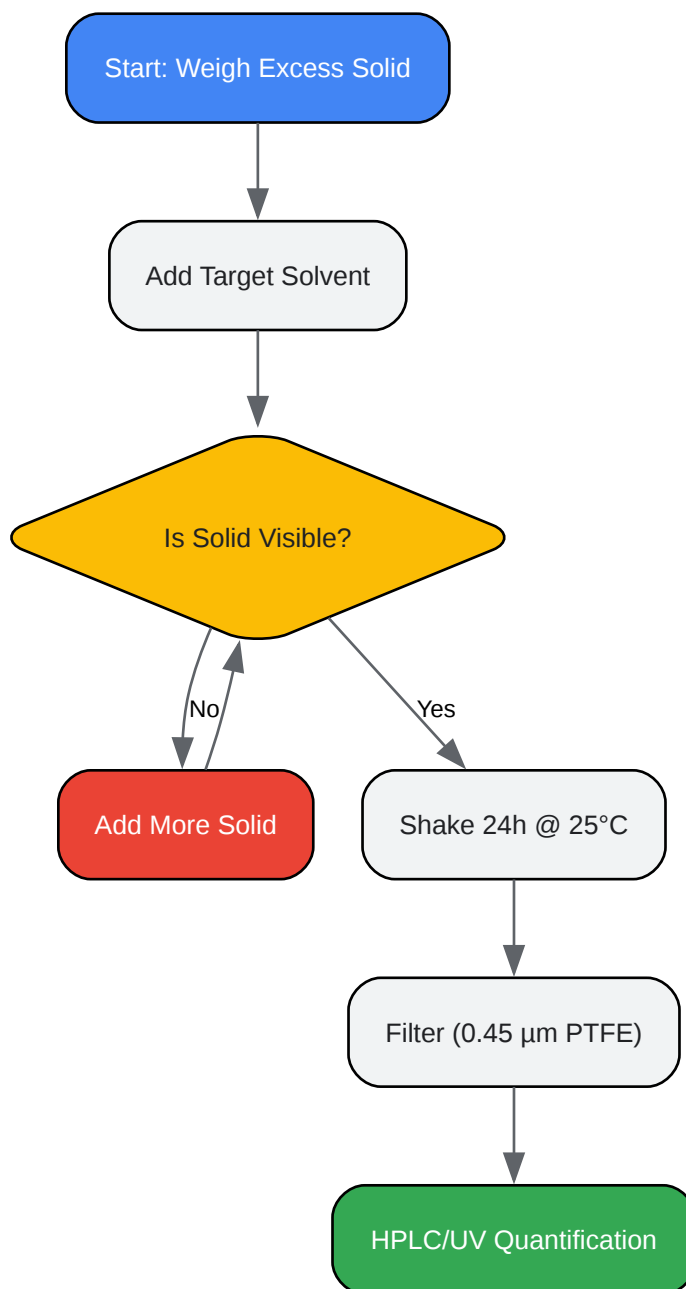 Start: Weigh Excess Solid
Add Target Solvent
Is Solid Visible?
No
Yes
Add More Solid
Shake 24h @ 25°C
Filter (0.45 µm PTFE)
HPLC/UV Quantification